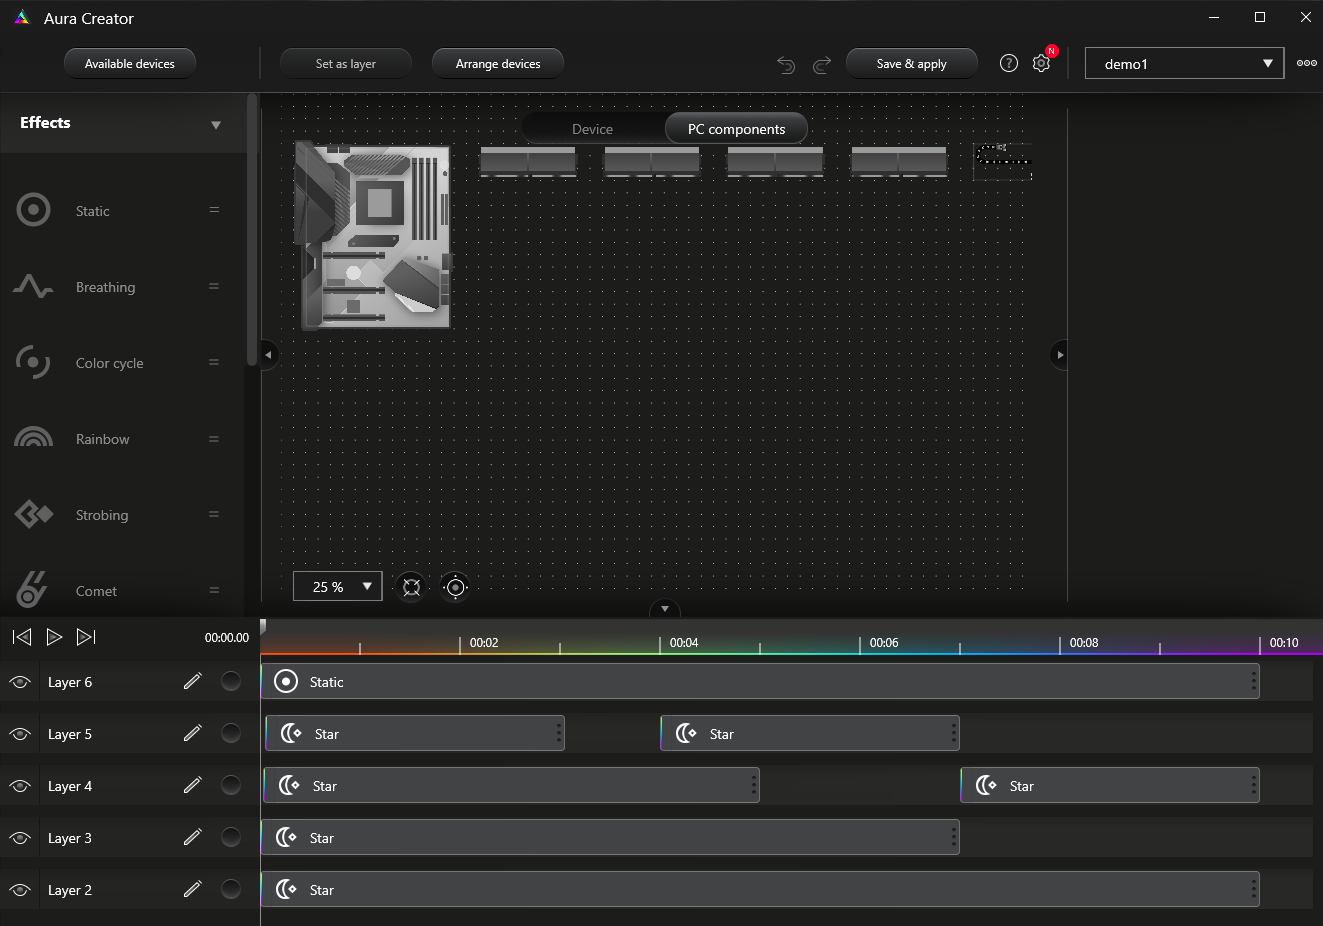 Aura Creator
Available devices
Set as layer
Arrange devices
Save & apply
?
N
demo1
Effects
Device
PC components
Static
Breathing
Color cycle
Rainbow
Strobing
Comet
25 %
00:00.00
00:02
00:04
00:06
00:08
00:10
Layer 6
Static
Layer 5
Star
Star
Layer 4
Star
Star
Layer 3
Star
Layer 2
Star